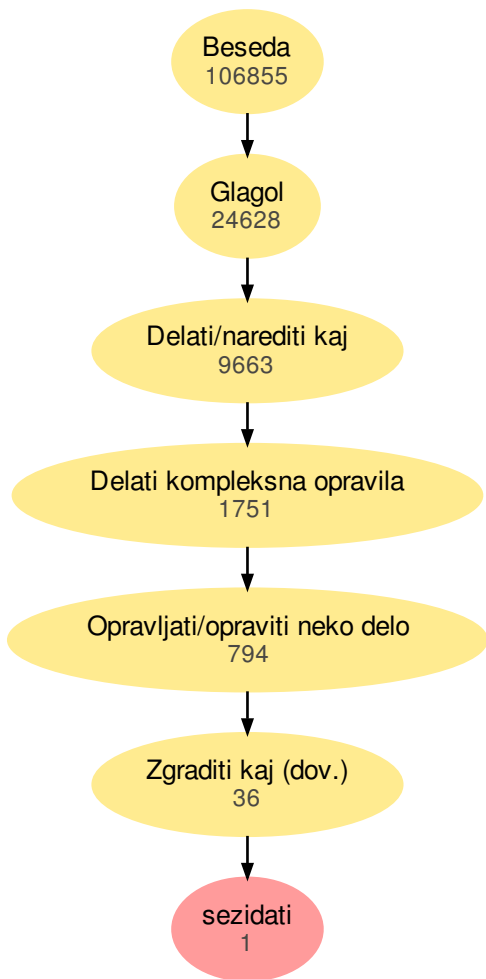 Beseda
106855
Glagol
24628
Delati/narediti kaj
9663
Delati kompleksna opravila
1751
Opravljati/opraviti neko delo
794
Zgraditi kaj (dov.)
36
sezidati
1